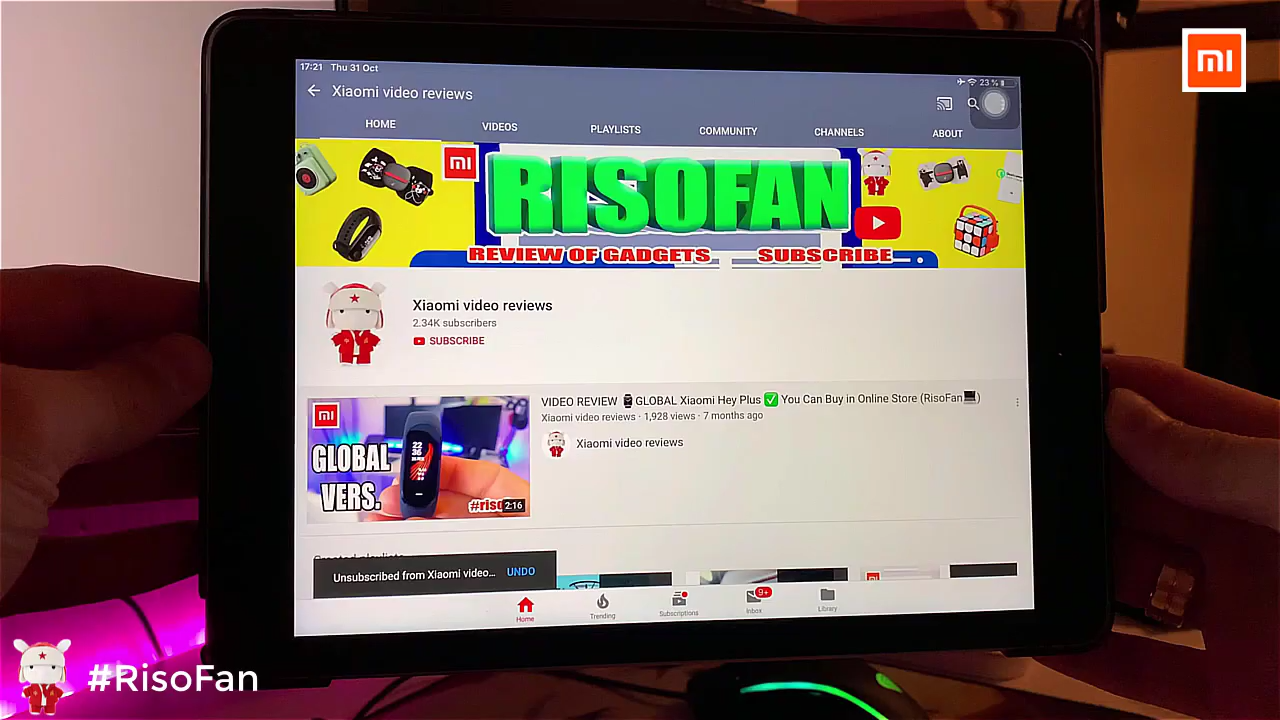 17:21 Thu 31 Oct
23 %
Xiaomi video reviews
HOME VIDEOS PLAYLISTS COMMUNITY CHANNELS ABOUT
RISOFAN
REVIEW OF GADGETS SUBSCRIBE
Xiaomi video reviews
2.34K subscribers
SUBSCRIBE
GLOBAL
VERS.
#riso
2:16
VIDEO REVIEW ⌚ GLOBAL Xiaomi Hey Plus ✅ You Can Buy in Online Store (RisoFan💻)
Xiaomi video reviews · 1,928 views · 7 months ago
Xiaomi video reviews
Created playlists
Unsubscribed from Xiaomi video... UNDO
9+
Home Trending Subscriptions Inbox Library
#RisoFan